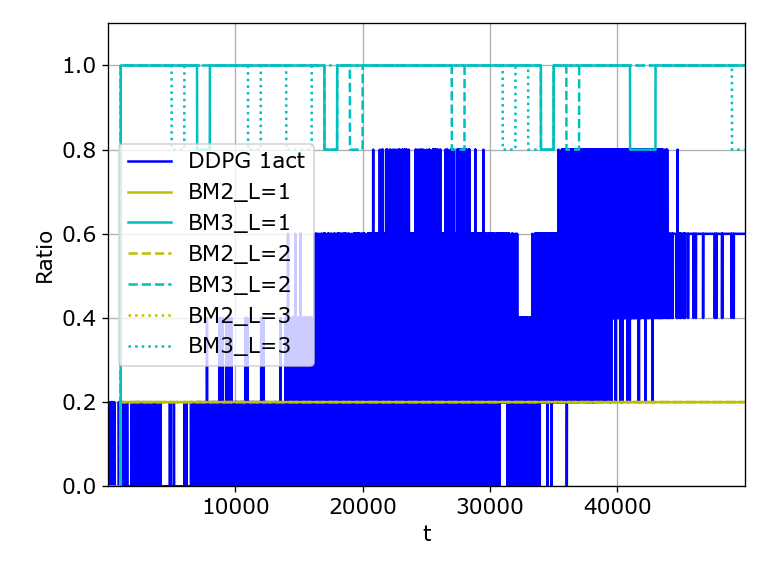 1.0
0.8
0.6
0.4
0.2
0.0
Ratio
DDPG 1act
BM2_L=1
BM3_L=1
BM2_L=2
BM3_L=2
BM2_L=3
BM3_L=3
10000 20000 30000 40000
t